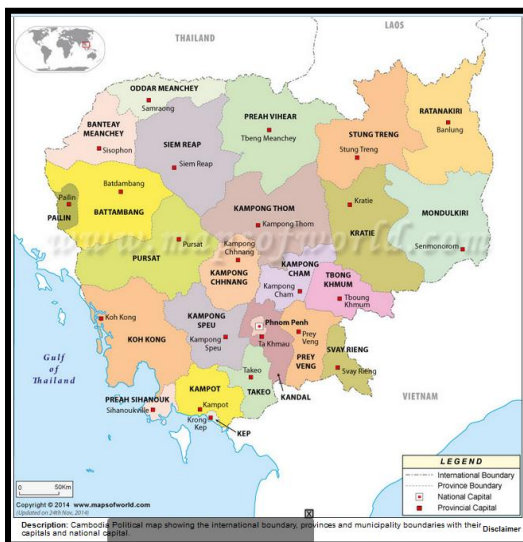 THAILAND
LAOS
ODDAR MEANCHEY
Samraong
BANTEAY
MEANCHEY
Sisophon
SIEM REAP
Siem Reap
PREAH VIHEAR
Tbeng Meanchey
STUNG TRENG
Stung Treng
RATANAKIRI
Banlung
Batdambang
BATTAMBANG
Pailin
PAILIN
KAMPONG THOM
Kampong Thom
Kratie
KRATIE
MONDULKIRI
Senmonorom
www.mapsofworld.com
Pursat
PURSAT
Kampong
Chhnang
KAMPONG
CHHNANG
KAMPONG
CHAM
Kampong
Cham
TBONG
KHMUM
Tboung
Khmum
Koh Kong
KOH KONG
KAMPONG
SPEU
Kampong
Speu
Phnom Penh
Ta Khmau
Prey
Veng
PREY
VENG
SVAY RIENG
Svay Rieng
Gulf
of
Thailand
PREAH SIHANOUK
Sihanoukville
KAMPOT
Kampot
Krong
Kep
KEP
Takeo
TAKEO
KANDAL
VIETNAM
0 50Km
Copyright © 2014 www.mapsofworld.com
(Updated on 24th Nov, 2014)
LEGEND
International Boundary
Province Boundary
National Capital
Provincial Capital
Description: Cambodia Political map showing the international boundary, provinces and municipality boundaries with their
capitals and national capital.
Disclaimer